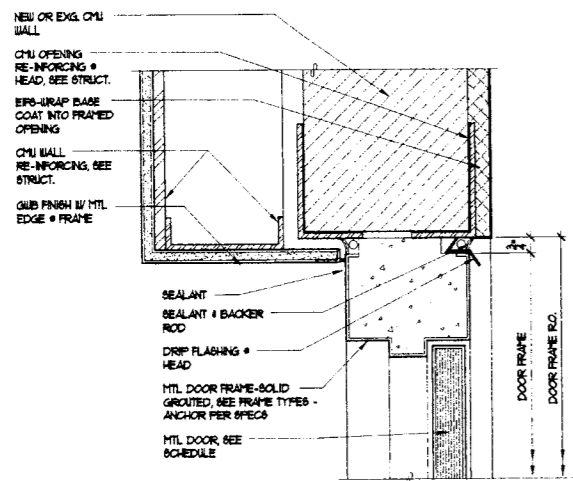 NEW OR EXG. CMU
WALL
CMU OPENING
RE-INFORCING @
HEAD, SEE STRUCT.
EIFS-WRAP BASE
COAT INTO FRAMED
OPENING
CMU WALL
RE-INFORCING, SEE
STRUCT.
GWB FINISH W/ MTL
EDGE @ FRAME
SEALANT
SEALANT & BACKER
ROD
DRIP FLASHING @
HEAD
MTL DOOR FRAME-SOLID
GROUTED, SEE FRAME TYPES -
ANCHOR PER SPECS
MTL DOOR, SEE
SCHEDULE
DOOR FRAME
DOOR FRAME R.O.